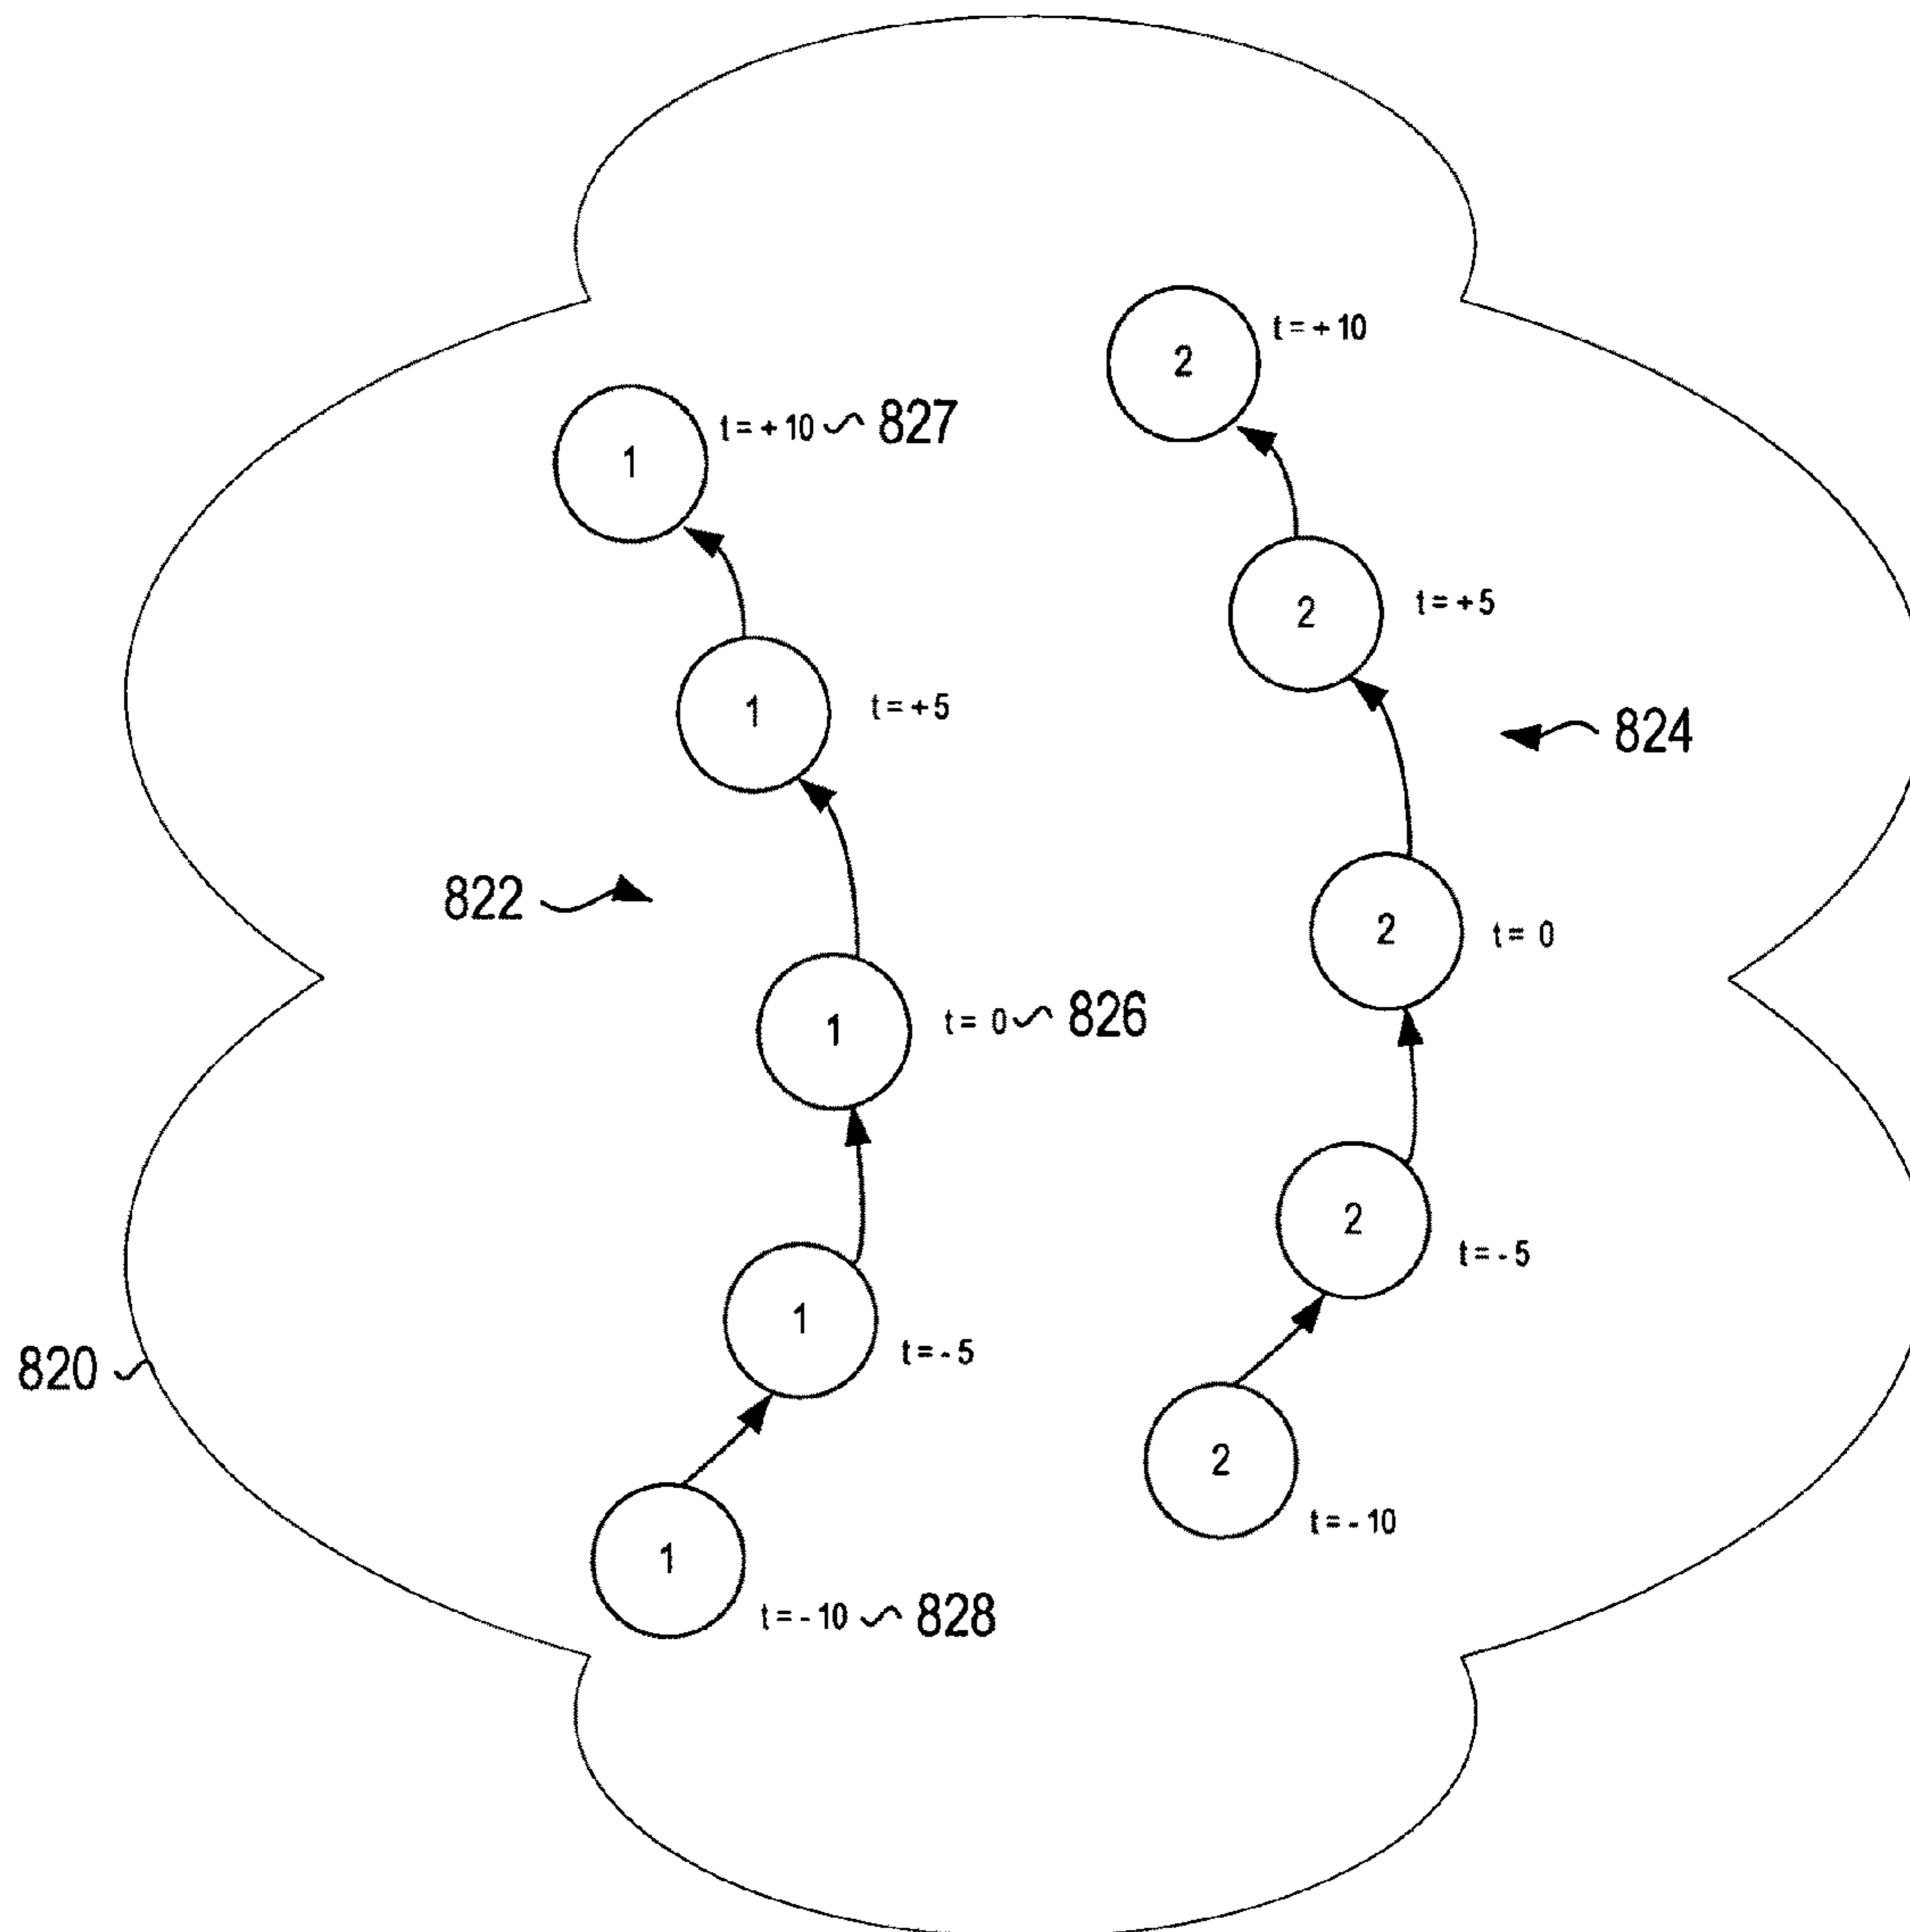 2 t = + 10
1 t = + 10 827
2 t = + 5
1 t = + 5
824
822
2 t = 0
1 t = 0 826
2 t = - 5
1 t = - 5
820
2 t = - 10
1 t = - 10 828